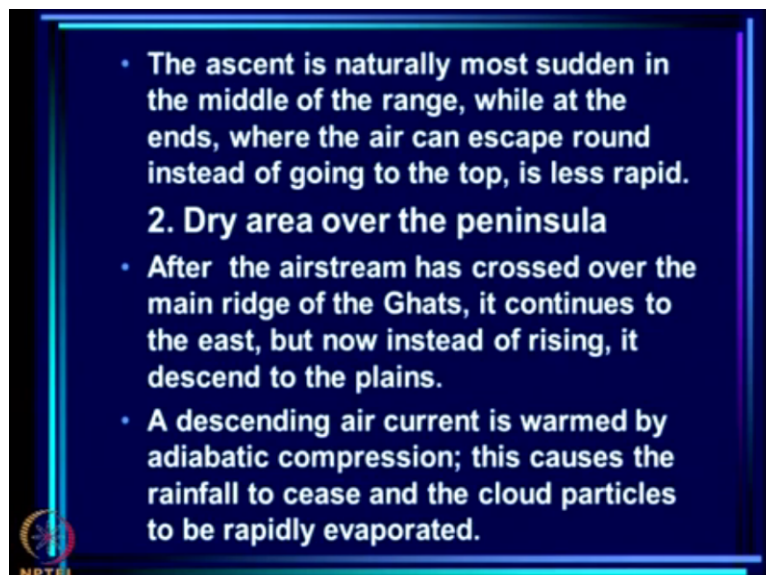 • The ascent is naturally most sudden in
the middle of the range, while at the
ends, where the air can escape round
instead of going to the top, is less rapid.
2. Dry area over the peninsula
• After the airstream has crossed over the
main ridge of the Ghats, it continues to
the east, but now instead of rising, it
descend to the plains.
• A descending air current is warmed by
adiabatic compression; this causes the
rainfall to cease and the cloud particles
to be rapidly evaporated.
NPTEL